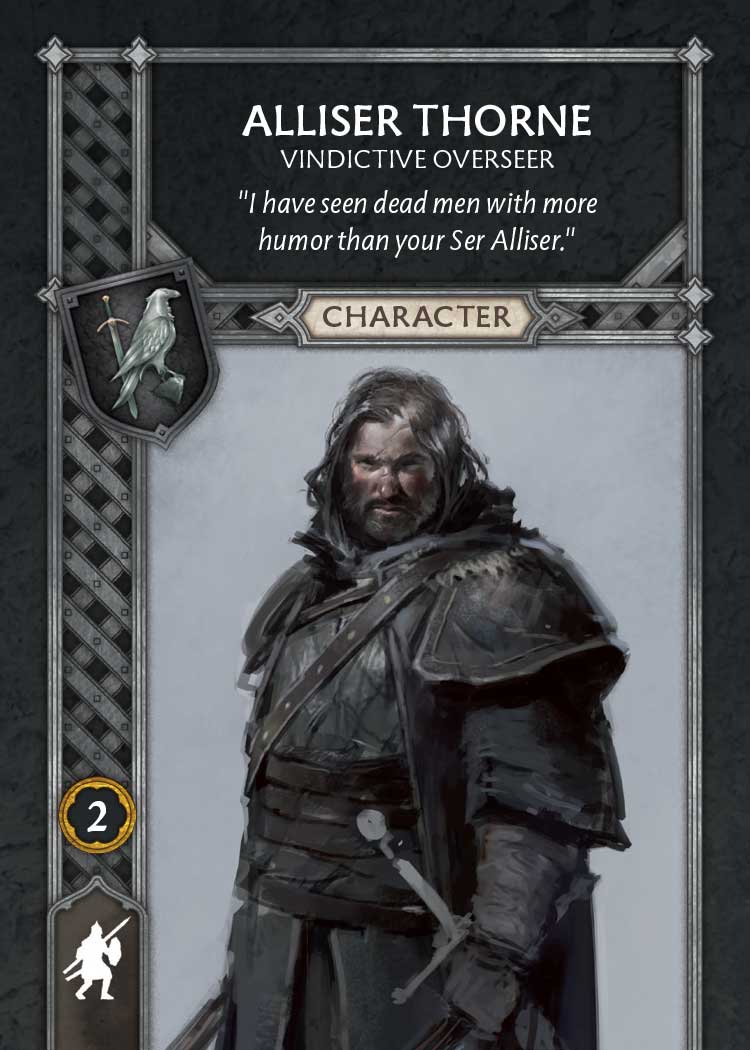 ALLISER THORNE
VINDICTIVE OVERSEER
"I have seen dead men with more
humor than your Ser Alliser."
CHARACTER
2